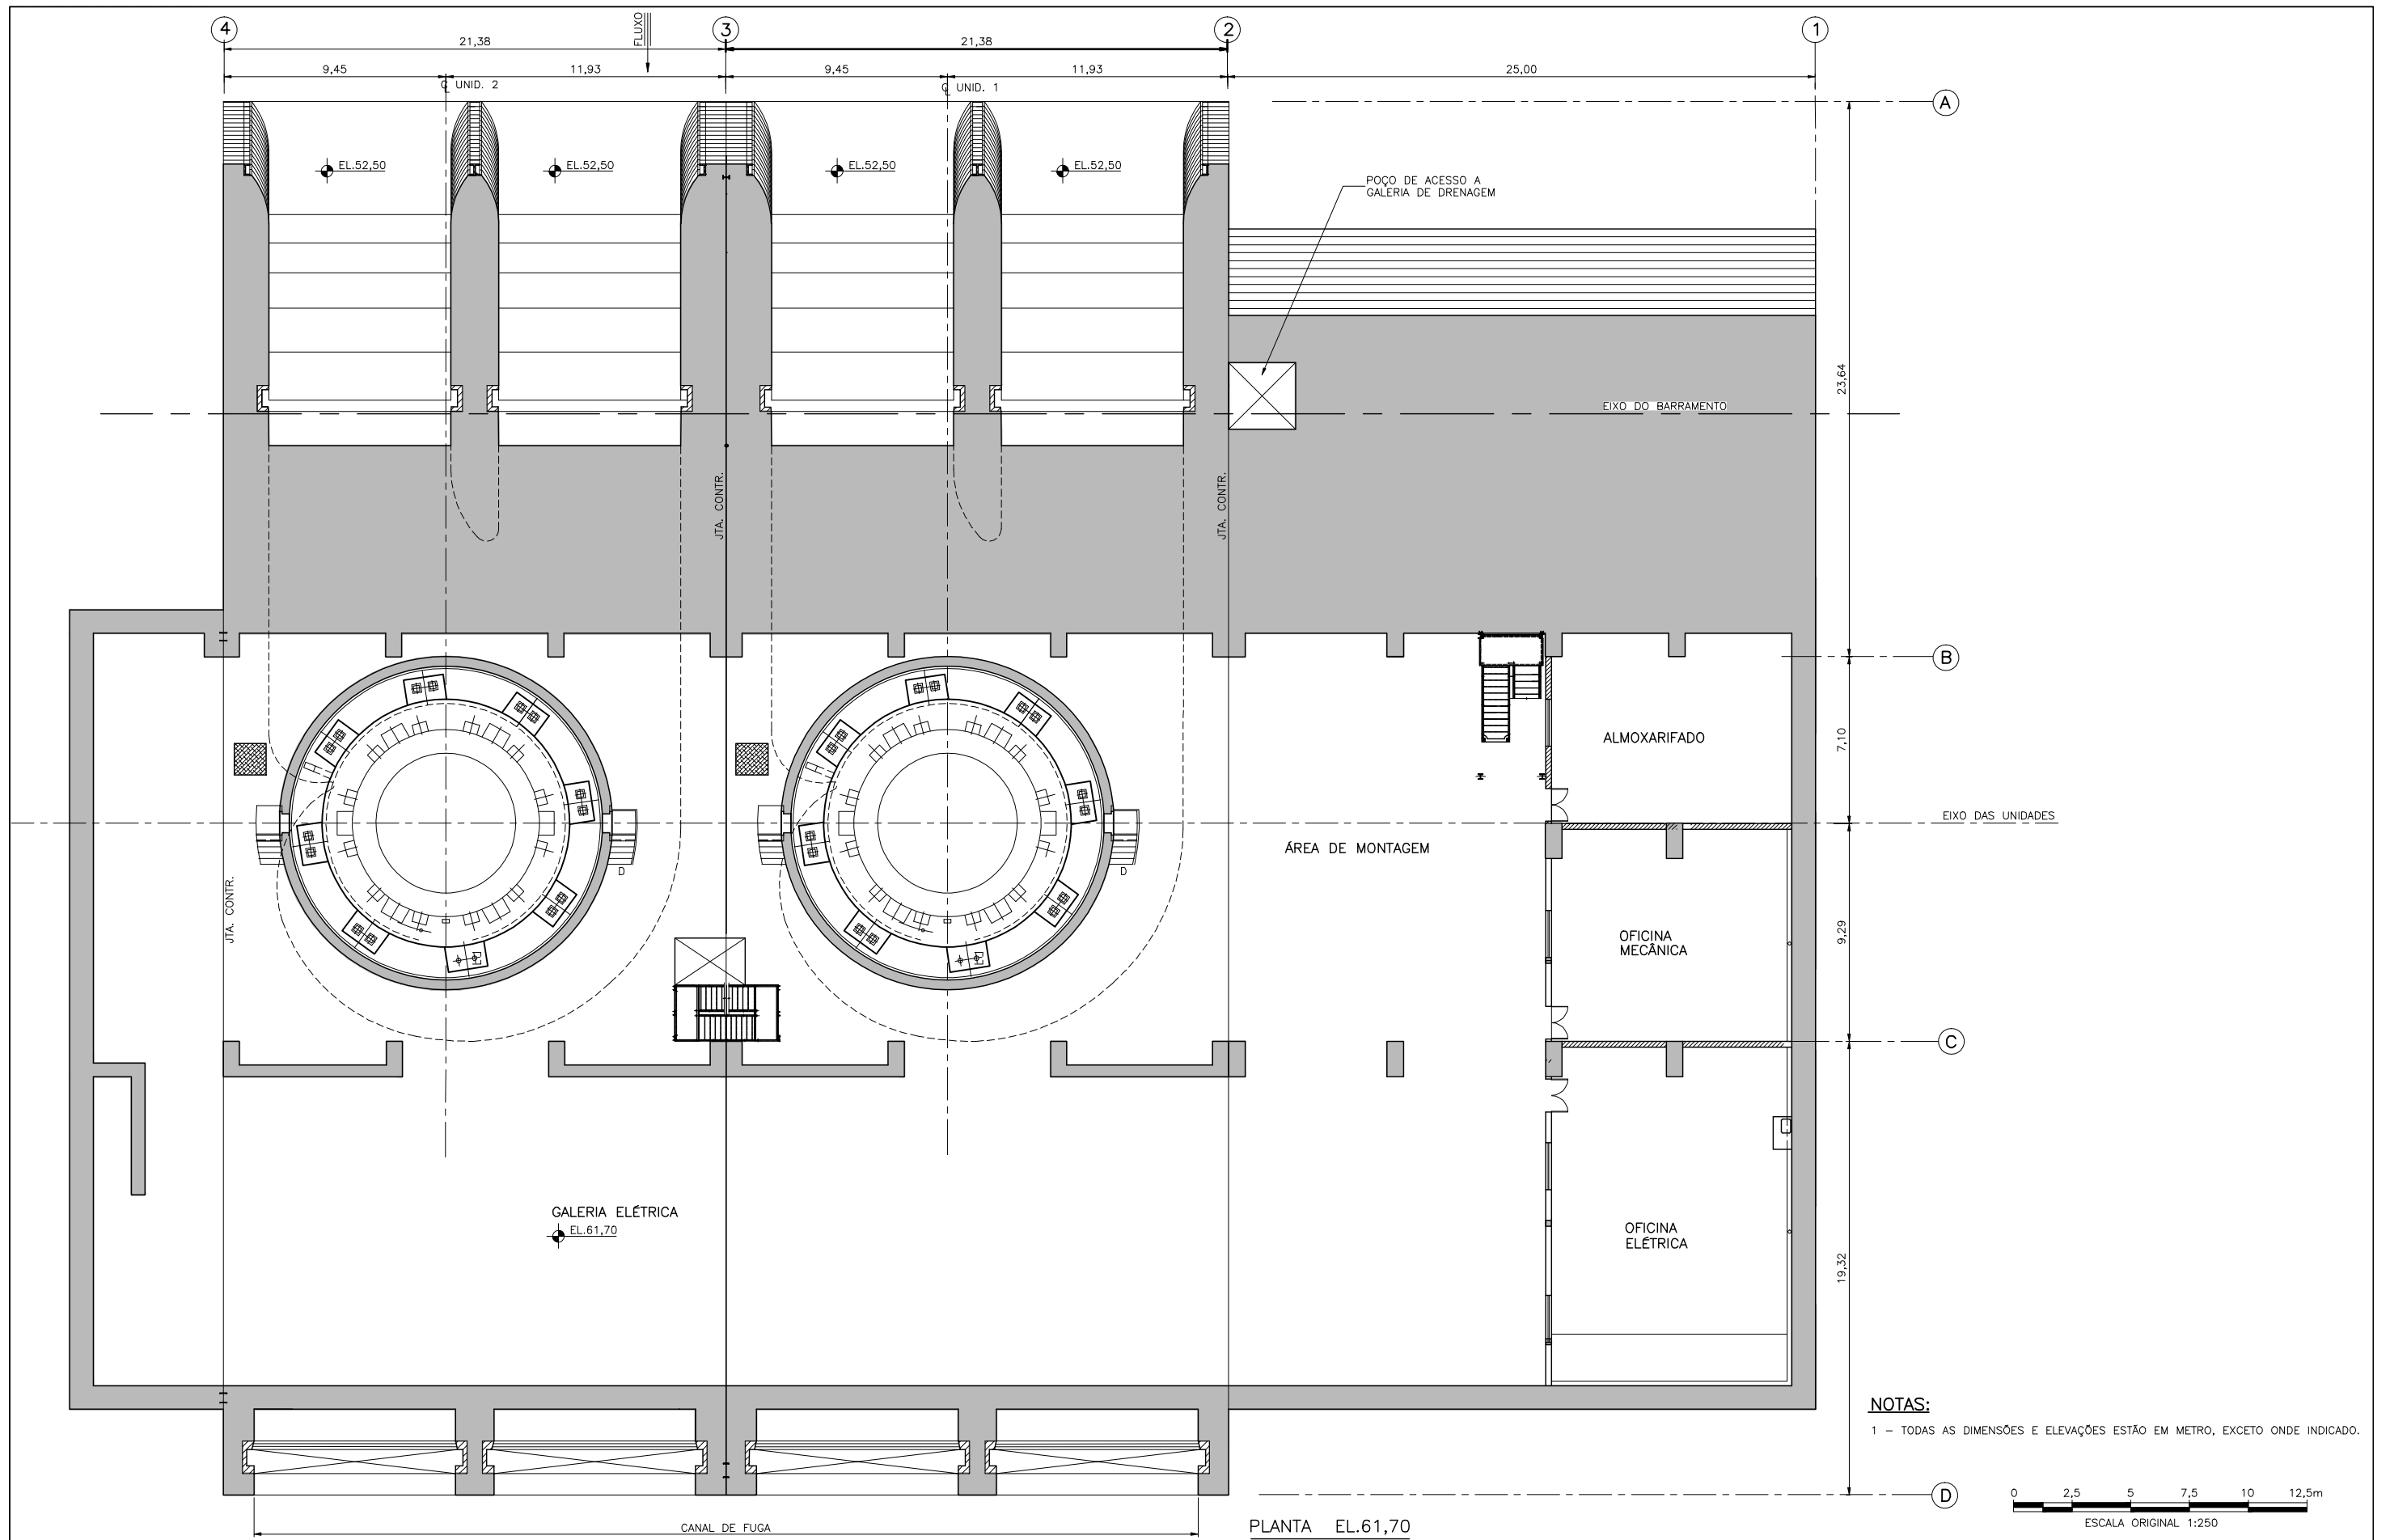 4
3
2
1
FLUXO
21,38
21,38
9,45
11,93
9,45
11,93
25,00
℄ UNID. 2
℄ UNID. 1
A
EL.52,50
EL.52,50
EL.52,50
EL.52,50
POÇO DE ACESSO A
GALERIA DE DRENAGEM
23,64
EIXO DO BARRAMENTO
JTA. CONTR.
JTA. CONTR.
B
7,10
ALMOXARIFADO
EIXO DAS UNIDADES
ÁREA DE MONTAGEM
D
D
JTA. CONTR.
9,29
OFICINA
MECÂNICA
C
GALERIA ELÉTRICA
EL.61,70
OFICINA
ELÉTRICA
19,32
NOTAS:
1 – TODAS AS DIMENSÕES E ELEVAÇÕES ESTÃO EM METRO, EXCETO ONDE INDICADO.
D
0 2,5 5 7,5 10 12,5m
ESCALA ORIGINAL 1:250
CANAL DE FUGA
PLANTA EL.61,70